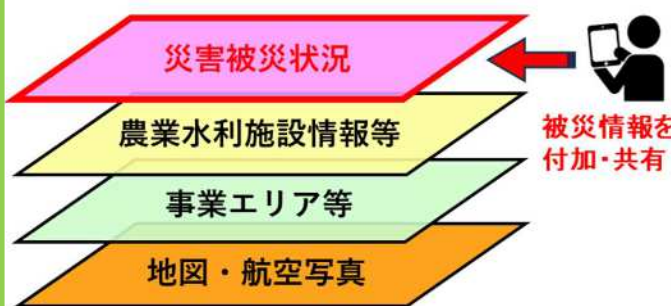 災害被災状況
農業水利施設情報等
事業エリア等
地図・航空写真
被災情報を
付加・共有